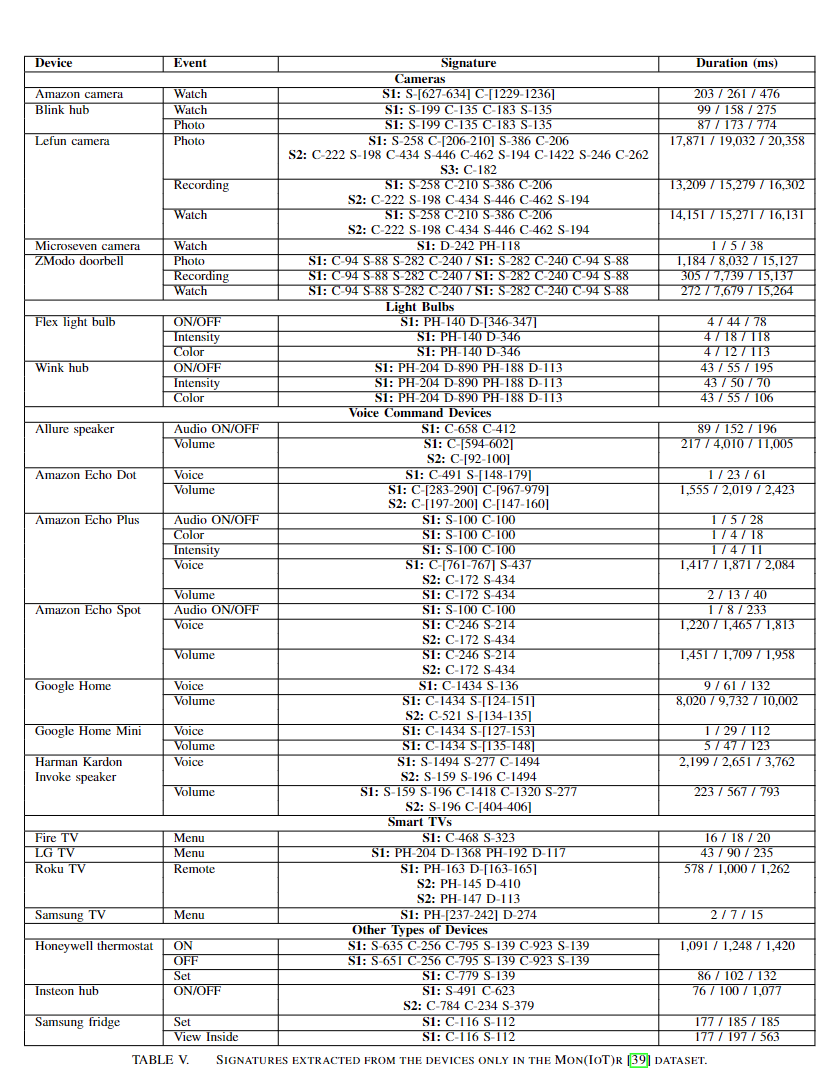 Device Event Signature Duration (ms)
Cameras
Amazon camera Watch S1: S-[627-634] C-[1229-1236] 203 / 261 / 476
Blink hub Watch S1: S-199 C-135 C-183 S-135 99 / 158 / 275
Photo S1: S-199 C-135 C-183 S-135 87 / 173 / 774
Lefun camera Photo S1: S-258 C-[206-210] S-386 C-206 17,871 / 19,032 / 20,358
S2: C-222 S-198 C-434 S-446 C-462 S-194 C-1422 S-246 C-262
S3: C-182
Recording S1: S-258 C-210 S-386 C-206 13,209 / 15,279 / 16,302
S2: C-222 S-198 C-434 S-446 C-462 S-194
Watch S1: S-258 C-210 S-386 C-206 14,151 / 15,271 / 16,131
S2: C-222 S-198 C-434 S-446 C-462 S-194
Microseven camera Watch S1: D-242 PH-118 1 / 5 / 38
ZModo doorbell Photo S1: C-94 S-88 S-282 C-240 / S1: S-282 C-240 C-94 S-88 1,184 / 8,032 / 15,127
Recording S1: C-94 S-88 S-282 C-240 / S1: S-282 C-240 C-94 S-88 305 / 7,739 / 15,137
Watch S1: C-94 S-88 S-282 C-240 / S1: S-282 C-240 C-94 S-88 272 / 7,679 / 15,264
Light Bulbs
Flex light bulb ON/OFF S1: PH-140 D-[346-347] 4 / 44 / 78
Intensity S1: PH-140 D-346 4 / 18 / 118
Color S1: PH-140 D-346 4 / 12 / 113
Wink hub ON/OFF S1: PH-204 D-890 PH-188 D-113 43 / 55 / 195
Intensity S1: PH-204 D-890 PH-188 D-113 43 / 50 / 70
Color S1: PH-204 D-890 PH-188 D-113 43 / 55 / 106
Voice Command Devices
Allure speaker Audio ON/OFF S1: C-658 C-412 89 / 152 / 196
Volume S1: C-[594-602] 217 / 4,010 / 11,005
S2: C-[92-100]
Amazon Echo Dot Voice S1: C-491 S-[148-179] 1 / 23 / 61
Volume S1: C-[283-290] C-[967-979] 1,555 / 2,019 / 2,423
S2: C-[197-200] C-[147-160]
Amazon Echo Plus Audio ON/OFF S1: S-100 C-100 1 / 5 / 28
Color S1: S-100 C-100 1 / 4 / 18
Intensity S1: S-100 C-100 1 / 4 / 11
Voice S1: C-[761-767] S-437 1,417 / 1,871 / 2,084
S2: C-172 S-434
Volume S1: C-172 S-434 2 / 13 / 40
Amazon Echo Spot Audio ON/OFF S1: S-100 C-100 1 / 8 / 233
Voice S1: C-246 S-214 1,220 / 1,465 / 1,813
S2: C-172 S-434
Volume S1: C-246 S-214 1,451 / 1,709 / 1,958
S2: C-172 S-434
Google Home Voice S1: C-1434 S-136 9 / 61 / 132
Volume S1: C-1434 S-[124-151] 8,020 / 9,732 / 10,002
S2: C-521 S-[134-135]
Google Home Mini Voice S1: C-1434 S-[127-153] 1 / 29 / 112
Volume S1: C-1434 S-[135-148] 5 / 47 / 123
Harman Kardon Voice S1: S-1494 S-277 C-1494 2,199 / 2,651 / 3,762
Invoke speaker S2: S-159 S-196 C-1494
Volume S1: S-159 S-196 C-1418 C-1320 S-277 223 / 567 / 793
S2: S-196 C-[404-406]
Smart TVs
Fire TV Menu S1: C-468 S-323 16 / 18 / 20
LG TV Menu S1: PH-204 D-1368 PH-192 D-117 43 / 90 / 235
Roku TV Remote S1: PH-163 D-[163-165] 578 / 1,000 / 1,262
S2: PH-145 D-410
S2: PH-147 D-113
Samsung TV Menu S1: PH-[237-242] D-274 2 / 7 / 15
Other Types of Devices
Honeywell thermostat ON S1: S-635 C-256 C-795 S-139 C-923 S-139 1,091 / 1,248 / 1,420
OFF S1: S-651 C-256 C-795 S-139 C-923 S-139
Set S1: C-779 S-139 86 / 102 / 132
Insteon hub ON/OFF S1: S-491 C-623 76 / 100 / 1,077
S2: C-784 C-234 S-379
Samsung fridge Set S1: C-116 S-112 177 / 185 / 185
View Inside S1: C-116 S-112 177 / 197 / 563
TABLE V. SIGNATURES EXTRACTED FROM THE DEVICES ONLY IN THE MON(IOT)R [39] DATASET.